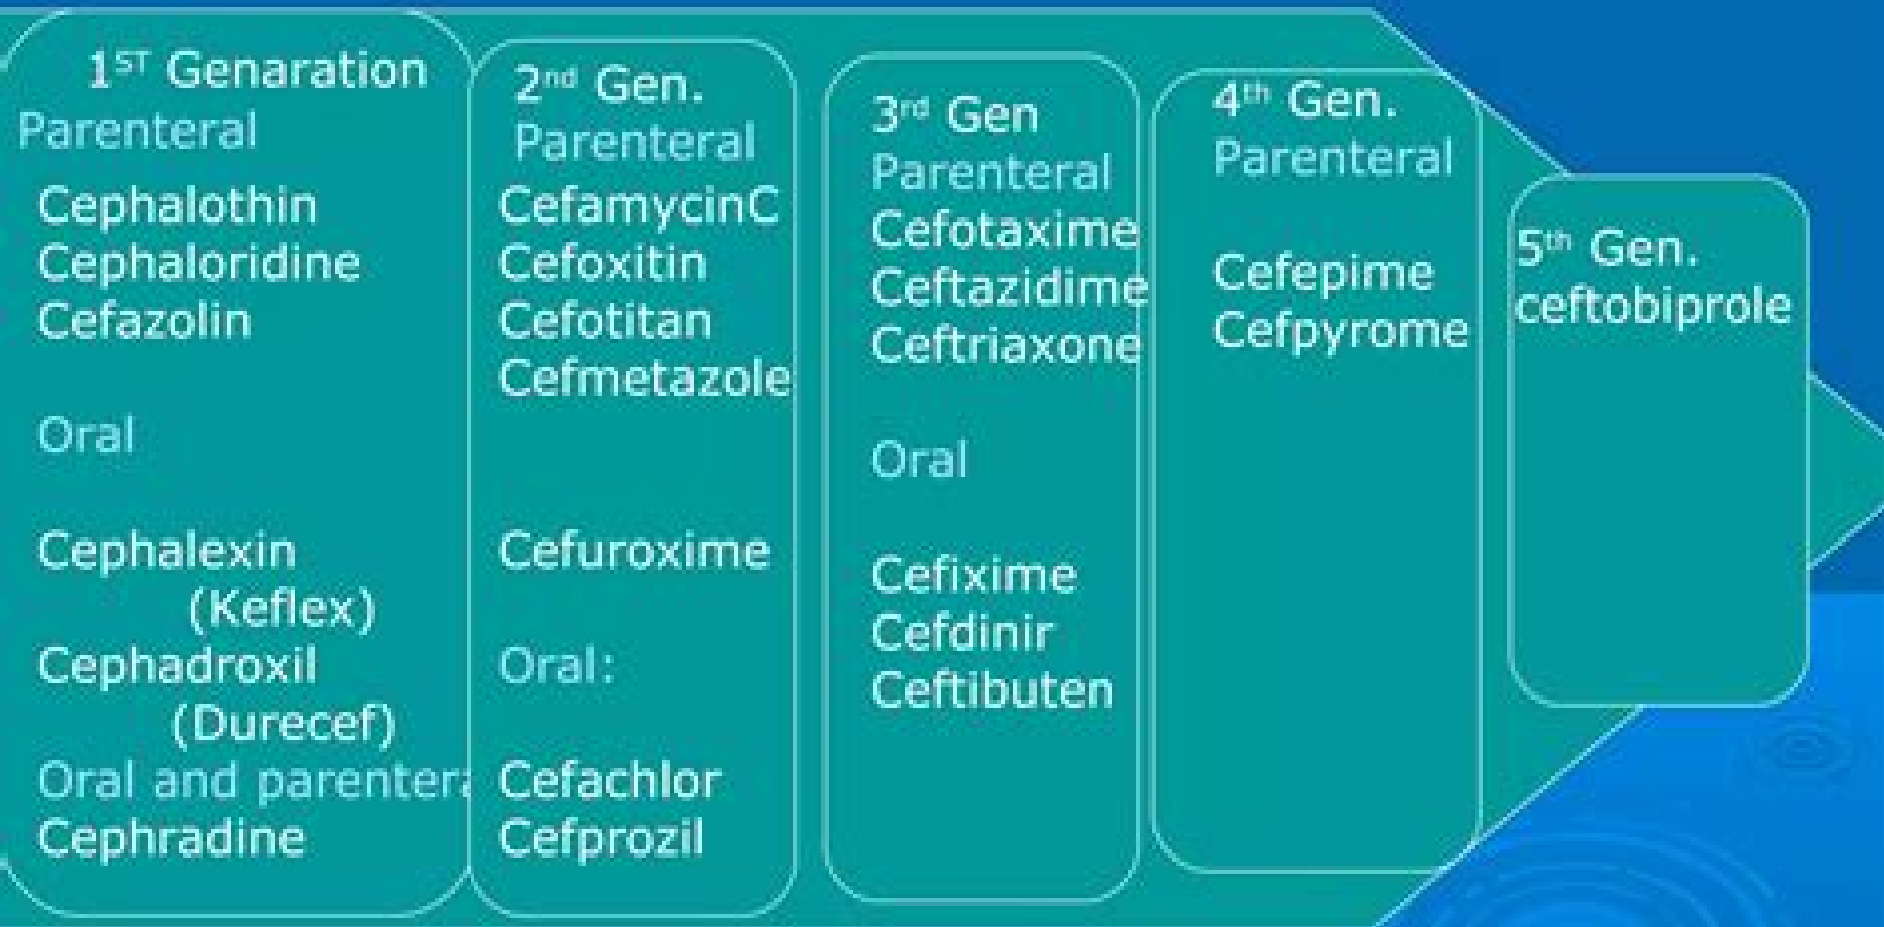 1ST Genaration
Parenteral
Cephalothin
Cephaloridine
Cefazolin
Oral
Cephalexin
(Keflex)
Cephadroxil
(Durecef)
Oral and parentera
Cephradine
2nd Gen.
Parenteral
CefamycinC
Cefoxitin
Cefotitan
Cefmetazole
Cefuroxime
Oral:
Cefachlor
Cefprozil
3rd Gen
Parenteral
Cefotaxime
Ceftazidime
Ceftriaxone
Oral
Cefixime
Cefdinir
Ceftibuten
4th Gen.
Parenteral
Cefepime
Cefpyrome
5th Gen.
ceftobiprole